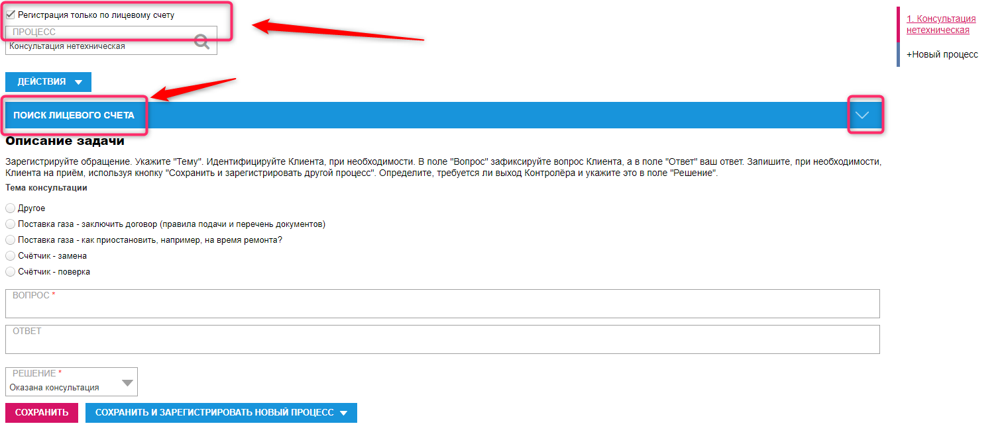 Регистрация только по лицевому счету
ПРОЦЕСС
Консультация нетехническая
1. Консультация
нетехническая
+Новый процесс
ДЕЙСТВИЯ
ПОИСК ЛИЦЕВОГО СЧЕТА
Описание задачи
Зарегистрируйте обращение. Укажите "Тему". Идентифицируйте Клиента, при необходимости. В поле "Вопрос" зафиксируйте вопрос Клиента, а в поле "Ответ" ваш ответ. Запишите, при необходимости,
Клиента на приём, используя кнопку "Сохранить и зарегистрировать другой процесс". Определите, требуется ли выход Контролёра и укажите это в поле "Решение".
Тема консультации
Другое
Поставка газа - заключить договор (правила подачи и перечень документов)
Поставка газа - как приостановить, например, на время ремонта?
Счётчик - замена
Счётчик - поверка
ВОПРОС *
ОТВЕТ
РЕШЕНИЕ *
Оказана консультация
СОХРАНИТЬ
СОХРАНИТЬ И ЗАРЕГИСТРИРОВАТЬ НОВЫЙ ПРОЦЕСС